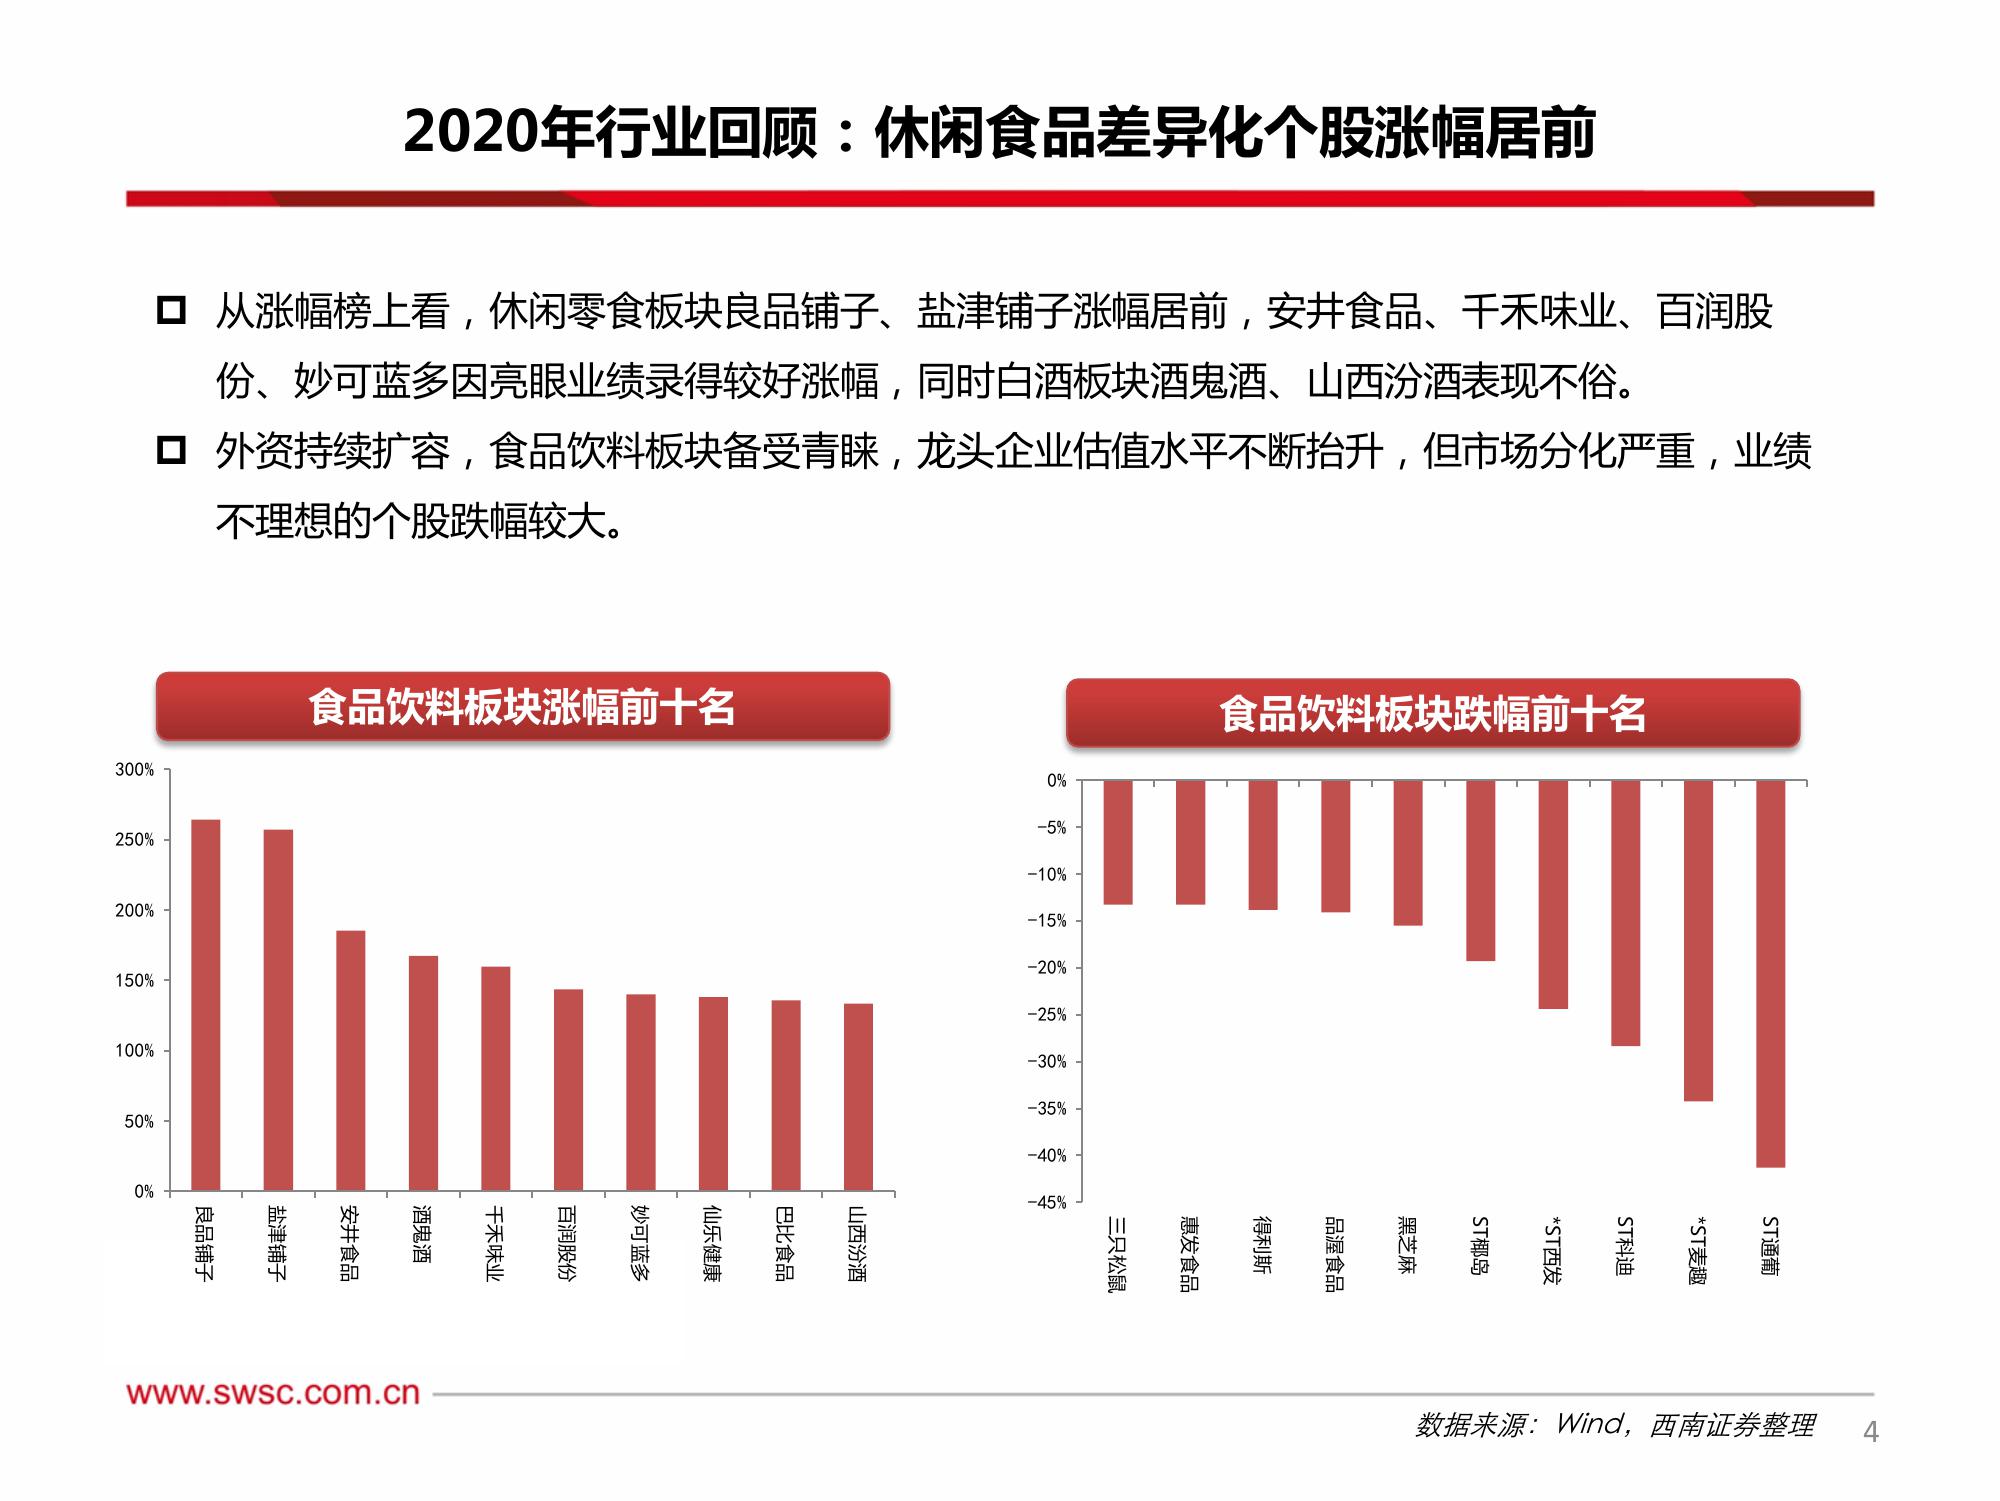 2020年行业回顾：休闲食品差异化个股涨幅居前
从涨幅榜上看，休闲零食板块良品铺子、盐津铺子涨幅居前，安井食品、千禾味业、百润股
份、妙可蓝多因亮眼业绩录得较好涨幅，同时白酒板块酒鬼酒、山西汾酒表现不俗。
外资持续扩容，食品饮料板块备受青睐，龙头企业估值水平不断抬升，但市场分化严重，业绩
不理想的个股跌幅较大。
食品饮料板块涨幅前十名
300%
250%
200%
150%
100%
50%
0%
良品铺子
盐津铺子
安井食品
酒鬼酒
千禾味业
百润股份
妙可蓝多
仙乐健康
巴比食品
山西汾酒
食品饮料板块跌幅前十名
0%
-5%
-10%
-15%
-20%
-25%
-30%
-35%
-40%
-45%
三只松鼠
惠发食品
得利斯
品渥食品
黑芝麻
ST椰岛
*ST西发
ST科迪
*ST麦趣
ST通葡
www.swsc.com.cn
数据来源：Wind，西南证券整理
4